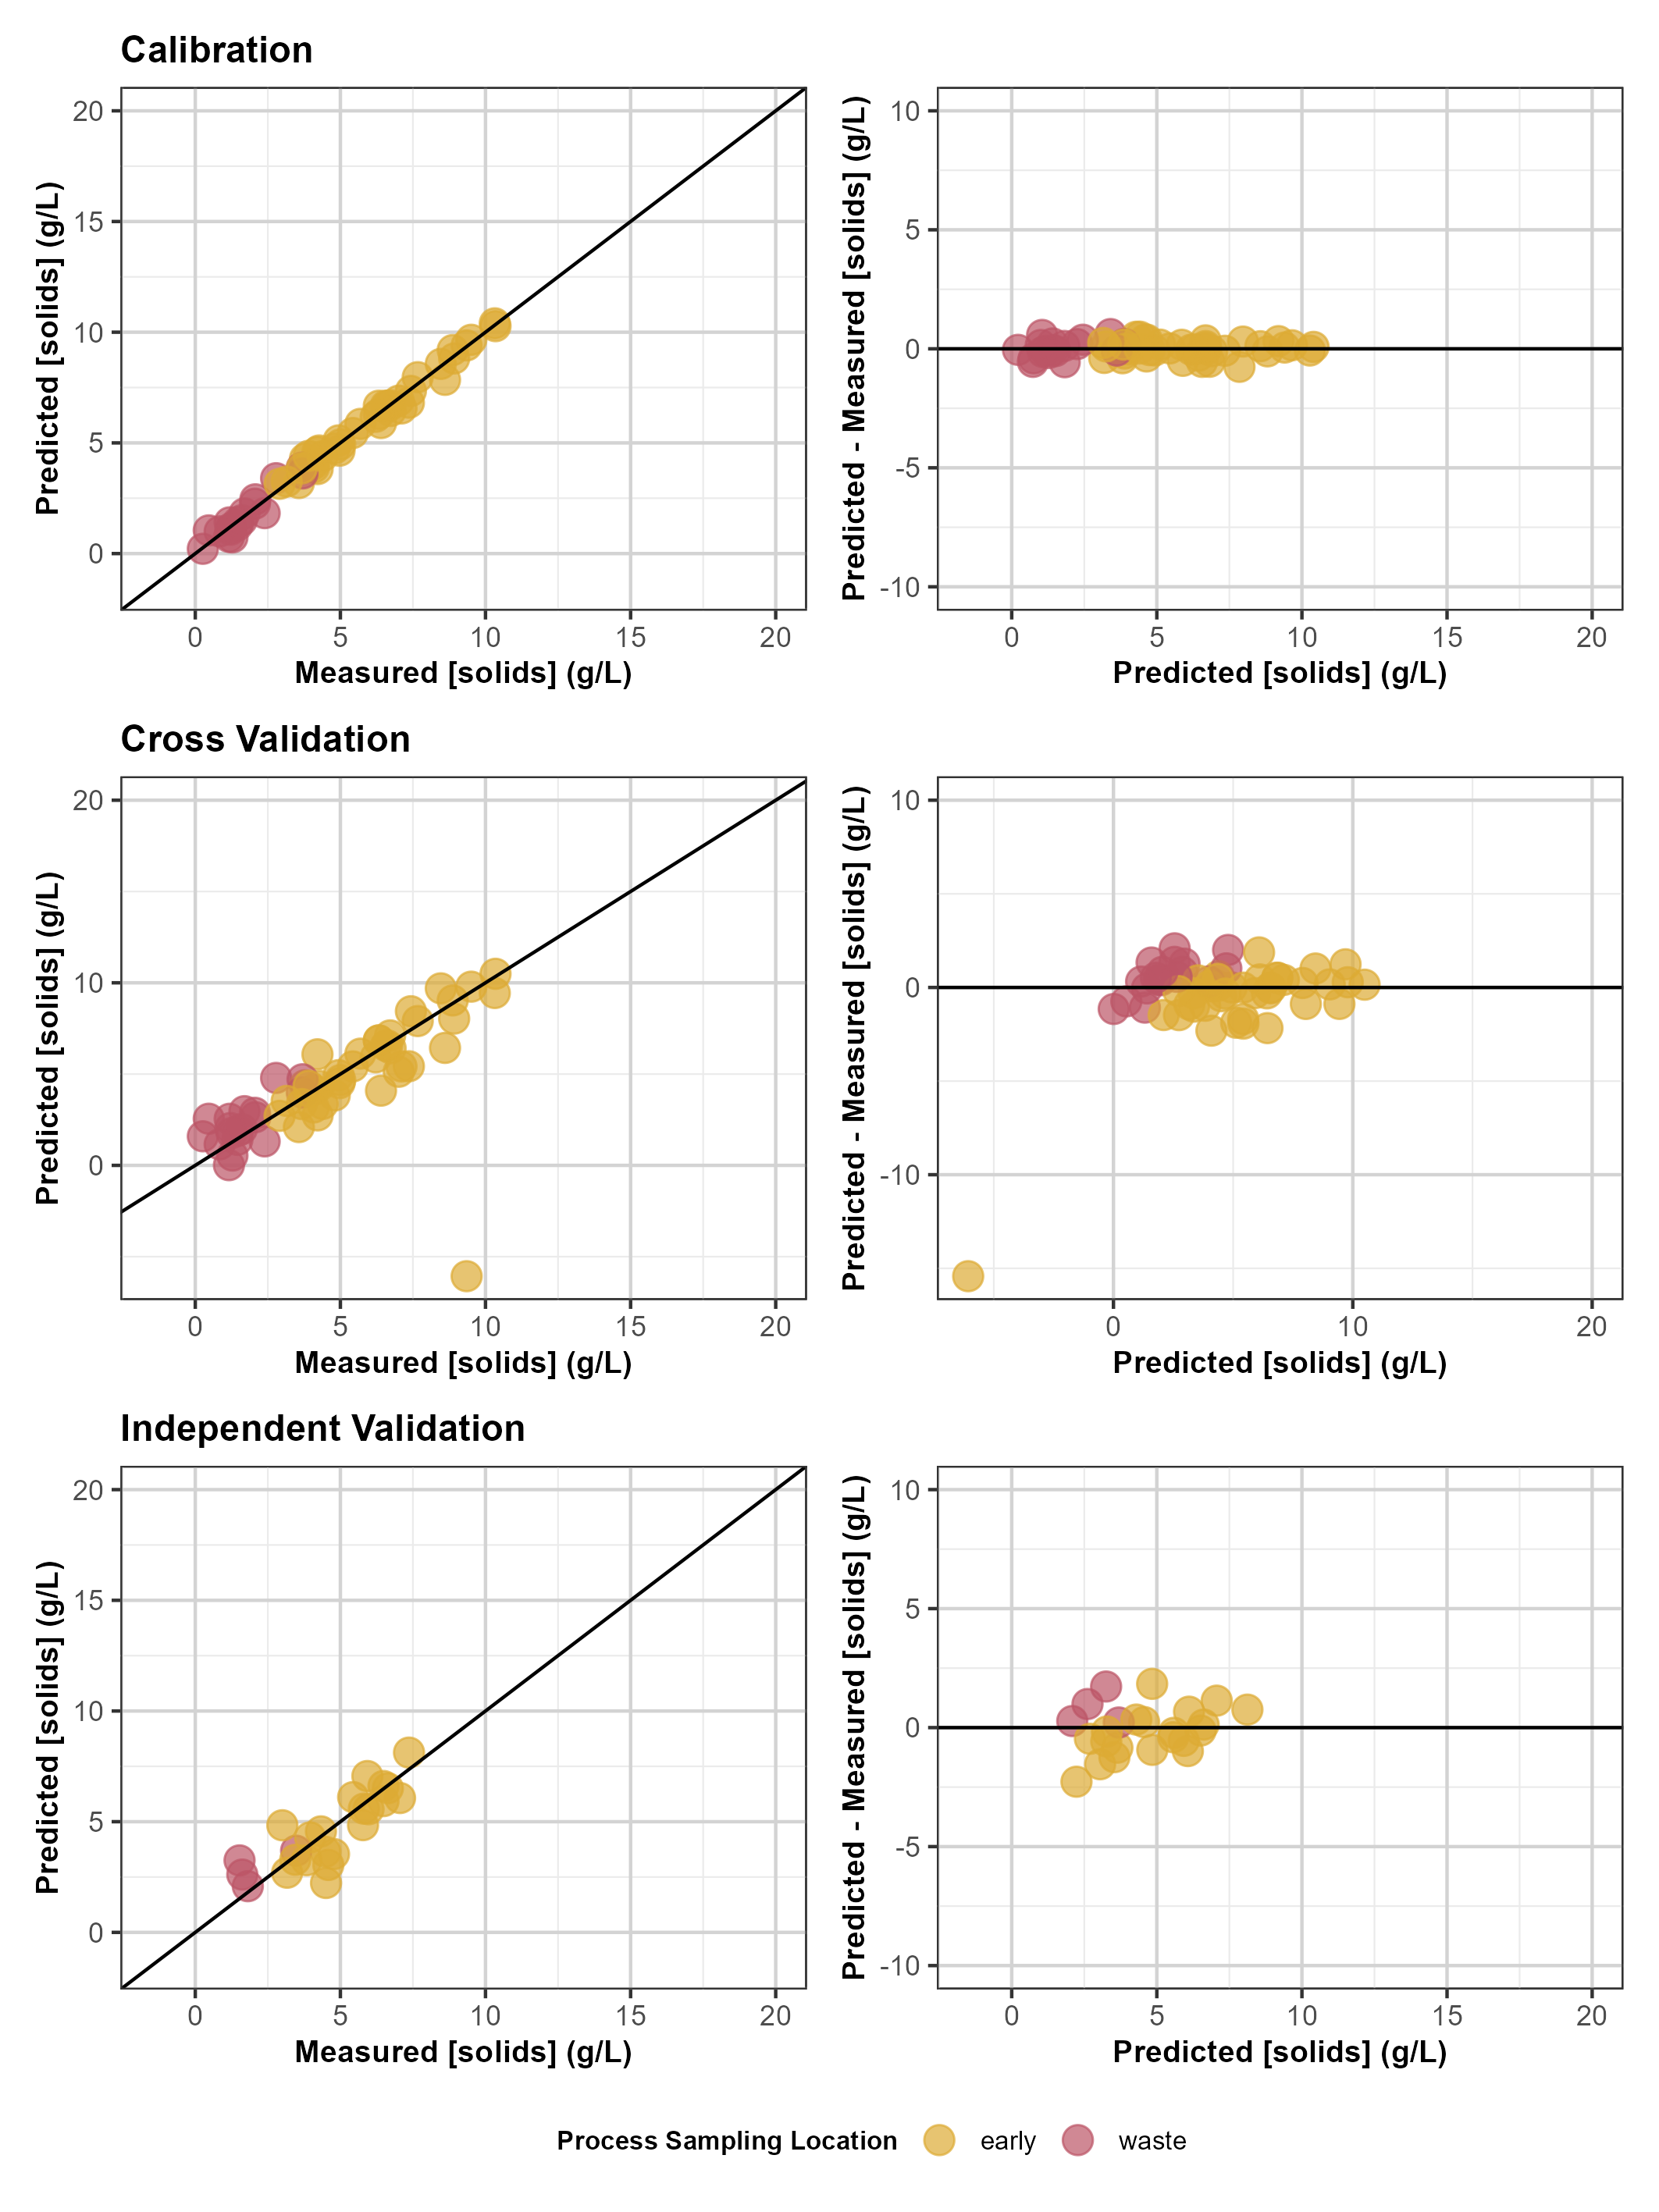 Calibration
Predicted [solids] (g/L)
20
15
10
5
0
0 5 10 15 20
Measured [solids] (g/L)
Predicted - Measured [solids] (g/L)
10
5
0
-5
-10
0 5 10 15 20
Predicted [solids] (g/L)
Cross Validation
Predicted [solids] (g/L)
20
10
0
0 5 10 15 20
Measured [solids] (g/L)
Predicted - Measured [solids] (g/L)
10
0
-10
0 10 20
Predicted [solids] (g/L)
Independent Validation
Predicted [solids] (g/L)
20
15
10
5
0
0 5 10 15 20
Measured [solids] (g/L)
Predicted - Measured [solids] (g/L)
10
5
0
-5
-10
0 5 10 15 20
Predicted [solids] (g/L)
Process Sampling Location early waste